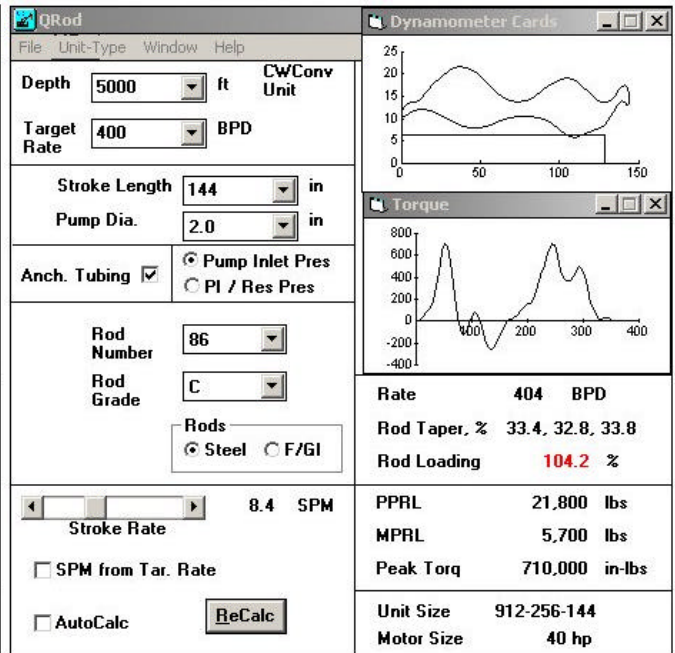 QRod
File Unit-Type Window Help
Depth 5000 ft CWConv Unit
Target Rate 400 BPD
Stroke Length 144 in
Pump Dia. 2.0 in
Anch. Tubing Pump Inlet Pres
PI / Res Pres
Rod Number 86
Rod Grade C
Rods
Steel F/Gl
8.4 SPM
Stroke Rate
SPM from Tar. Rate
AutoCalc ReCalc
Dynamometer Cards
25
20
15
10
5
0
0 50 100 150
Torque
800
600
400
200
0
-200
-400
100 200 300 400
Rate 404 BPD
Rod Taper, % 33.4, 32.8, 33.8
Rod Loading 104.2 %
PPRL 21,800 lbs
MPRL 5,700 lbs
Peak Torq 710,000 in-lbs
Unit Size 912-256-144
Motor Size 40 hp